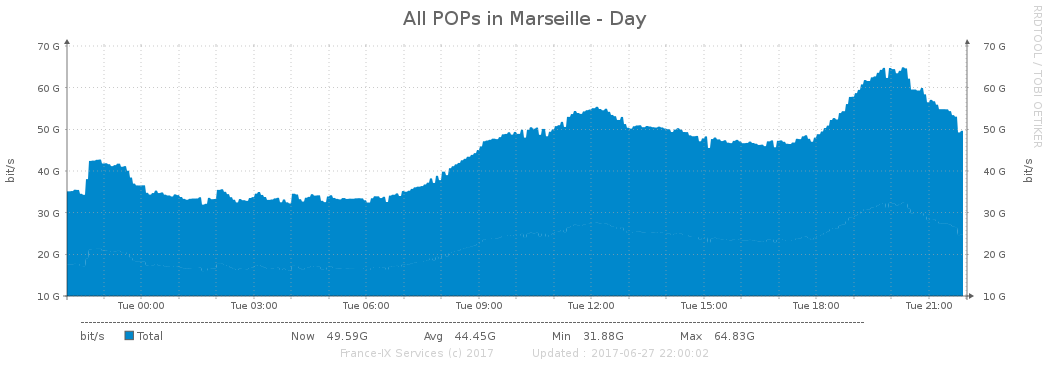 All POPs in Marseille - Day
RRDTOOL / TOBI OETIKER
70 G 70 G
60 G 60 G
50 G 50 G
40 G 40 G
30 G 30 G
20 G 20 G
10 G 10 G
bit/s bit/s
Tue 00:00 Tue 03:00 Tue 06:00 Tue 09:00 Tue 12:00 Tue 15:00 Tue 18:00 Tue 21:00
bit/s Total Now 49.59G Avg 44.45G Min 31.88G Max 64.83G
France-IX Services (c) 2017 Updated : 2017-06-27 22:00:02